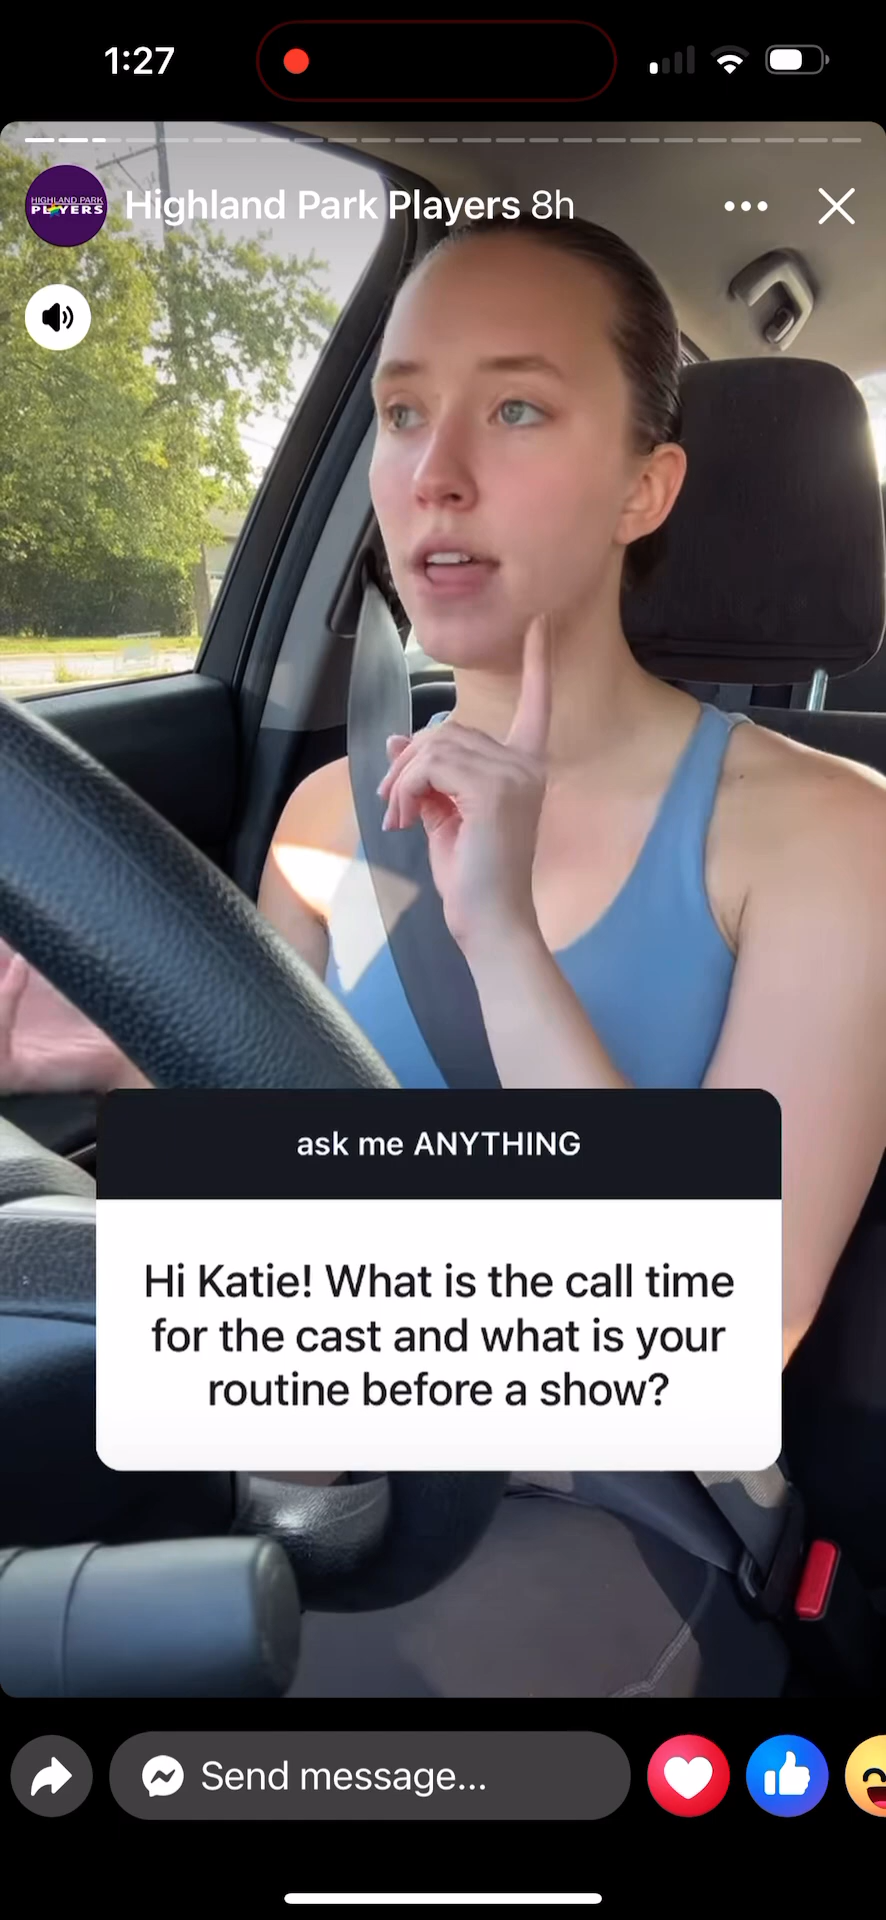 1:27
HIGHLAND PARK
PLAYERS
Highland Park Players 8h
ask me ANYTHING
Hi Katie! What is the call time
for the cast and what is your
routine before a show?
Send message...